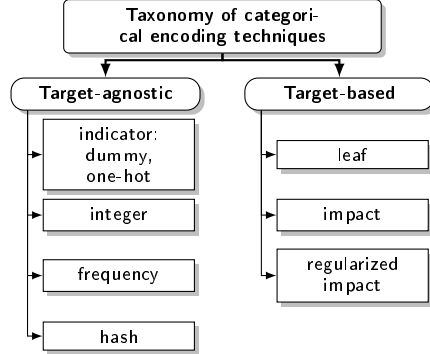 Taxonomy of categori-
cal encoding techniques
Target-agnostic
indicator:
dummy,
one-hot
integer
frequency
hash
Target-based
leaf
impact
regularized
impact